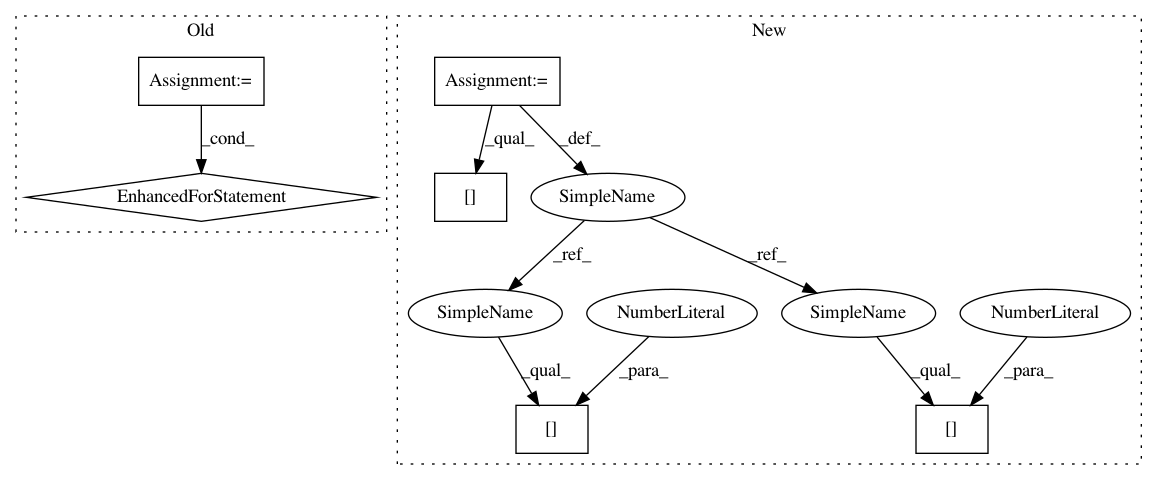 Old
New
Assignment:=
Assignment:=
_cond_
_qual_
_def_
EnhancedForStatement
[]
SimpleName
_ref_
_ref_
SimpleName
NumberLiteral
SimpleName
NumberLiteral
_qual_
_para_
_qual_
_para_
[]
[]